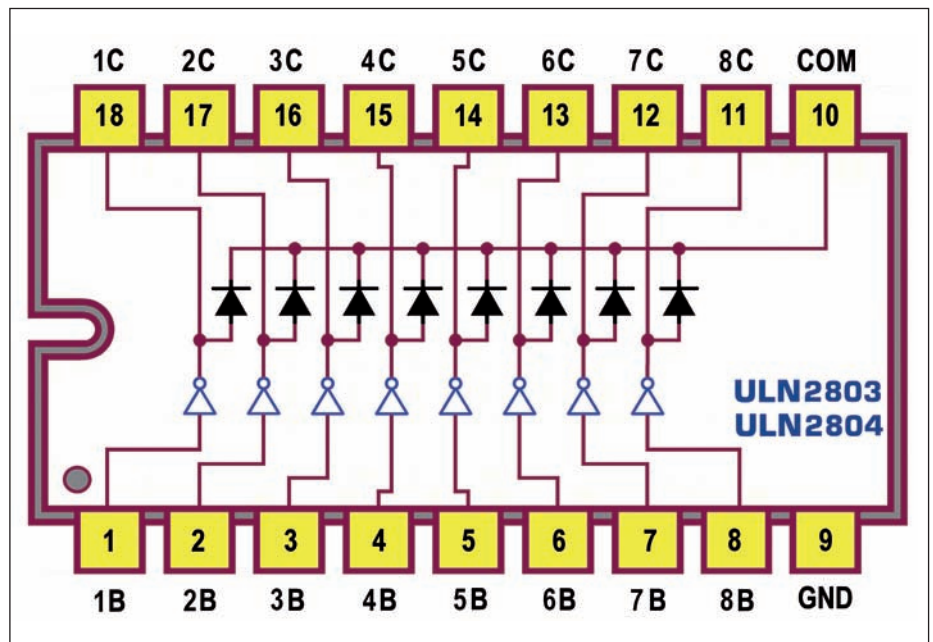 1C 2C 3C 4C 5C 6C 7C 8C COM
18 17 16 15 14 13 12 11 10
ULN2803
ULN2804
1 2 3 4 5 6 7 8 9
1B 2B 3B 4B 5B 6B 7B 8B GND